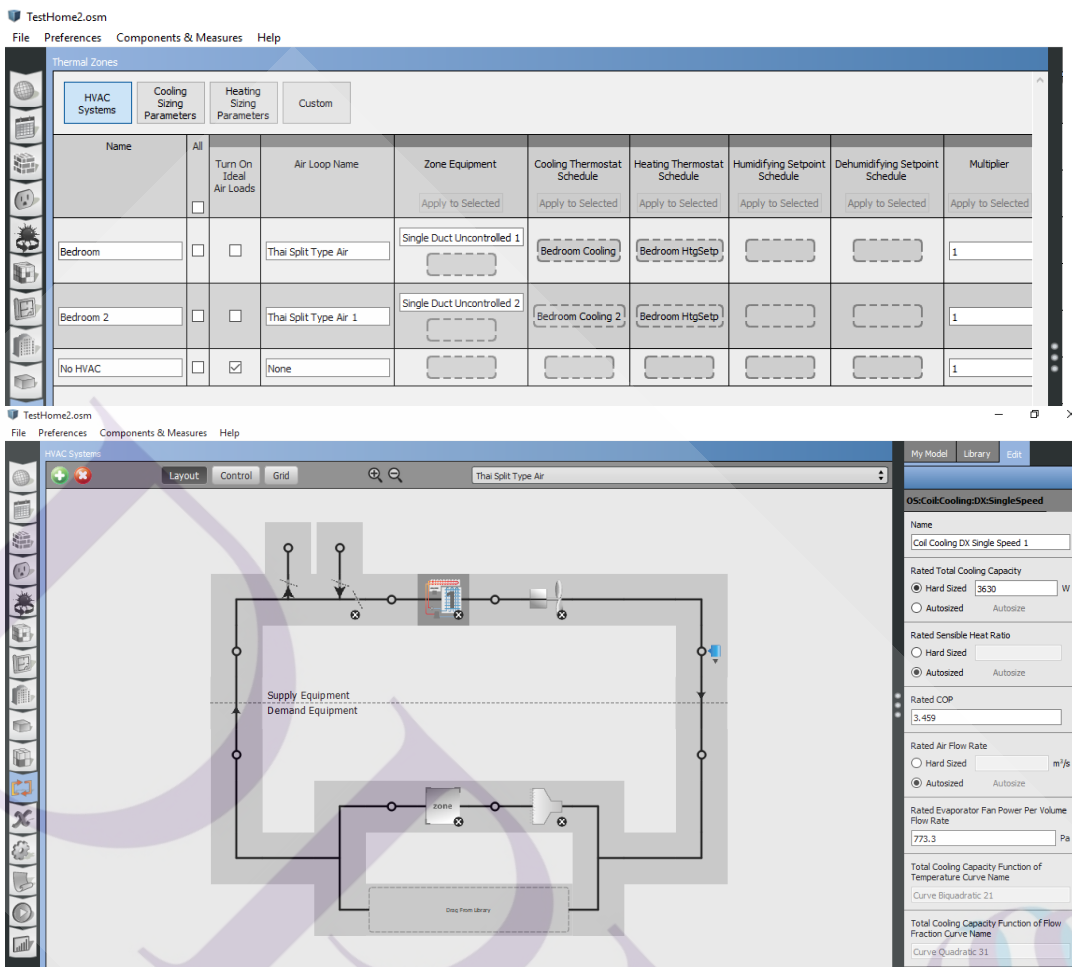 TestHome2.osm
File Preferences Components & Measures Help
Thermal Zones
HVAC Systems
Cooling Sizing Parameters
Heating Sizing Parameters
Custom
Name
All
Turn On Ideal Air Loads
Air Loop Name
Zone Equipment
Cooling Thermostat Schedule
Heating Thermostat Schedule
Humidifying Setpoint Schedule
Dehumidifying Setpoint Schedule
Multiplier
Apply to Selected Apply to Selected Apply to Selected Apply to Selected Apply to Selected Apply to Selected
Single Duct Uncontrolled 1
Bedroom Thai Split Type Air Bedroom Cooling Bedroom HtgSetp 1
Single Duct Uncontrolled 2
Bedroom 2 Thai Split Type Air 1 Bedroom Cooling 2 Bedroom HtgSetp 1
No HVAC None 1
TestHome2.osm
File Preferences Components & Measures Help
HVAC Systems
Layout Control Grid Thai Split Type Air
Supply Equipment
Demand Equipment
zone
Drag From Library
My Model Library Edit
OS:Coil:Cooling:DX:SingleSpeed
Name
Coil Cooling DX Single Speed 1
Rated Total Cooling Capacity
Hard Sized 3630 W
Autosized Autosize
Rated Sensible Heat Ratio
Hard Sized
Autosized Autosize
Rated COP
3.459
Rated Air Flow Rate
Hard Sized m³/s
Autosized Autosize
Rated Evaporator Fan Power Per Volume
Flow Rate
773.3 Pa
Total Cooling Capacity Function of
Temperature Curve Name
Curve Biquadratic 21
Total Cooling Capacity Function of Flow
Fraction Curve Name
Curve Quadratic 31